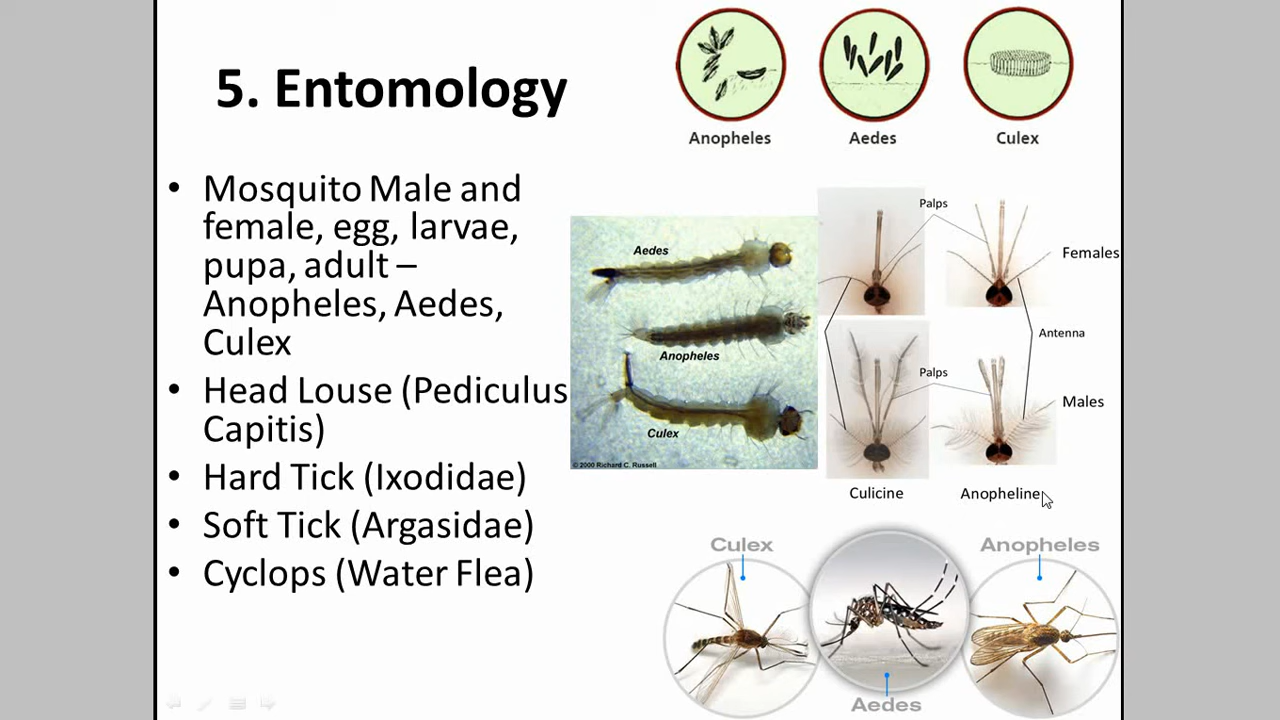 5. Entomology
• Mosquito Male and
female, egg, larvae,
pupa, adult –
Anopheles, Aedes,
Culex
• Head Louse (Pediculus
Capitis)
• Hard Tick (Ixodidae)
• Soft Tick (Argasidae)
• Cyclops (Water Flea)
Anopheles
Aedes
Culex
Aedes
Anopheles
Culex
© 2000 Richard C. Russell
Palps
Females
Antenna
Palps
Males
Culicine
Anopheline
Culex
Anopheles
Aedes